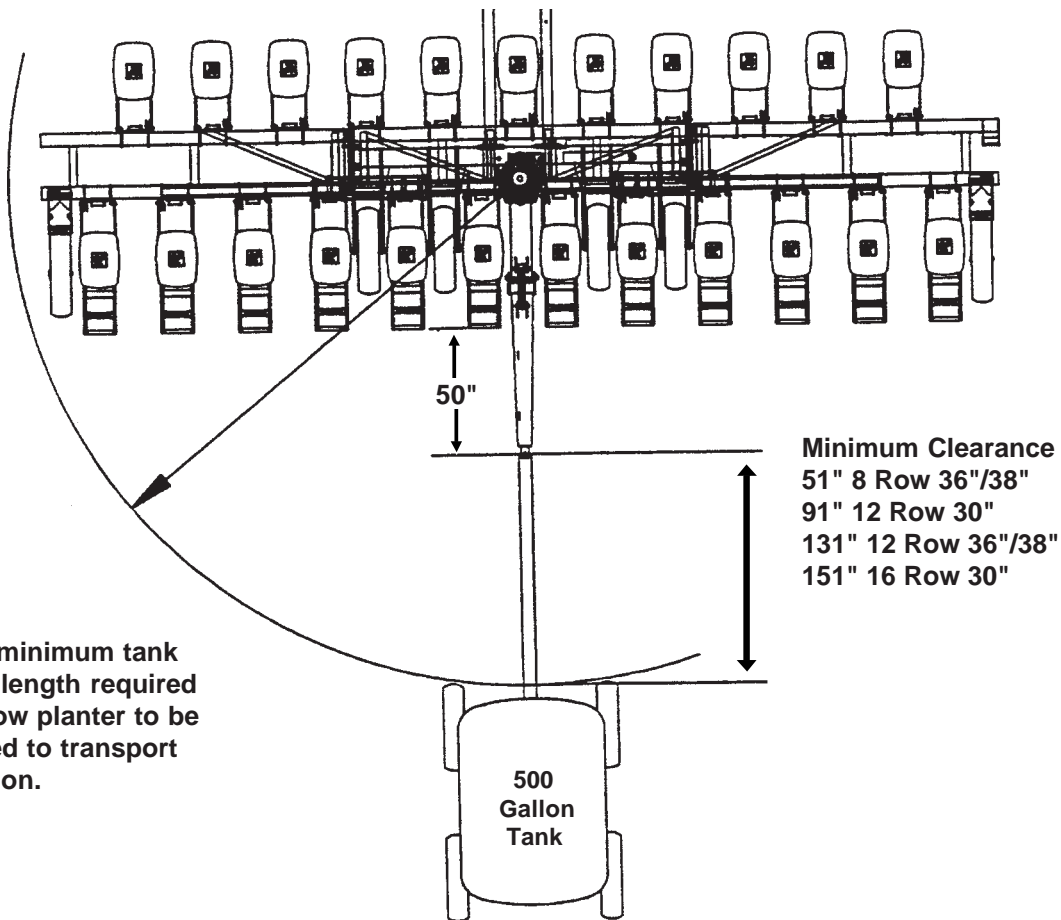 50"
Minimum Clearance
51" 8 Row 36"/38"
91" 12 Row 30"
131" 12 Row 36"/38"
151" 16 Row 30"
minimum tank
length required
ow planter to be
ed to transport
on.
500
Gallon
Tank